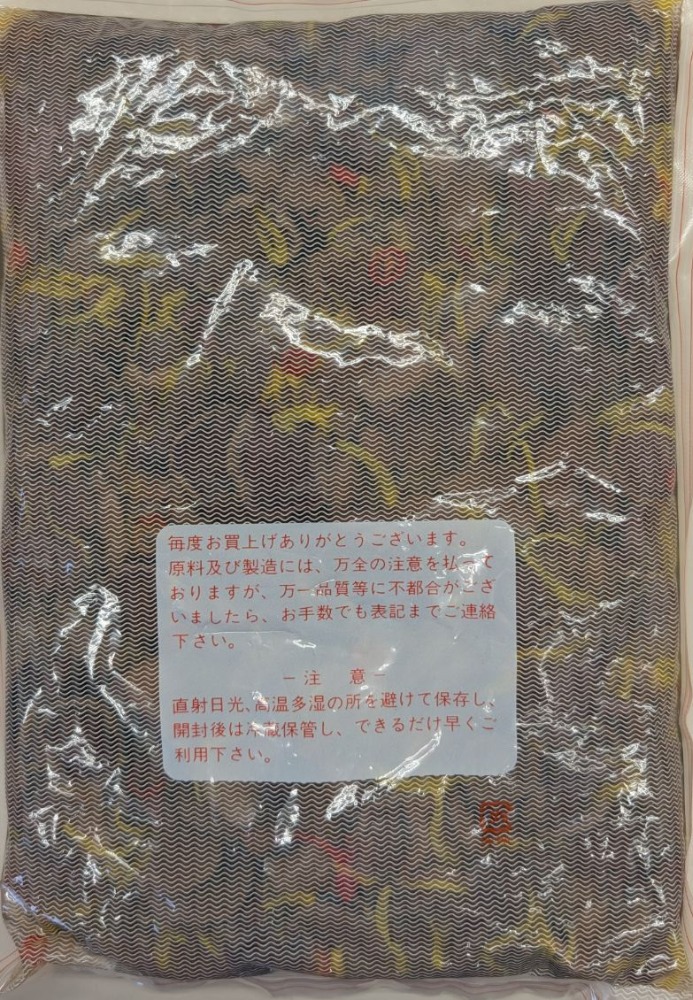 毎度お買上げありがとうございます。
原料及び製造には、万全の注意を払って
おりますが、万一品質等に不都合がござ
いましたら、お手数でも表記までご連絡
下さい。
－注　意－
直射日光、高温多湿の所を避けて保存し、
開封後は冷蔵保管し、できるだけ早くご
利用下さい。